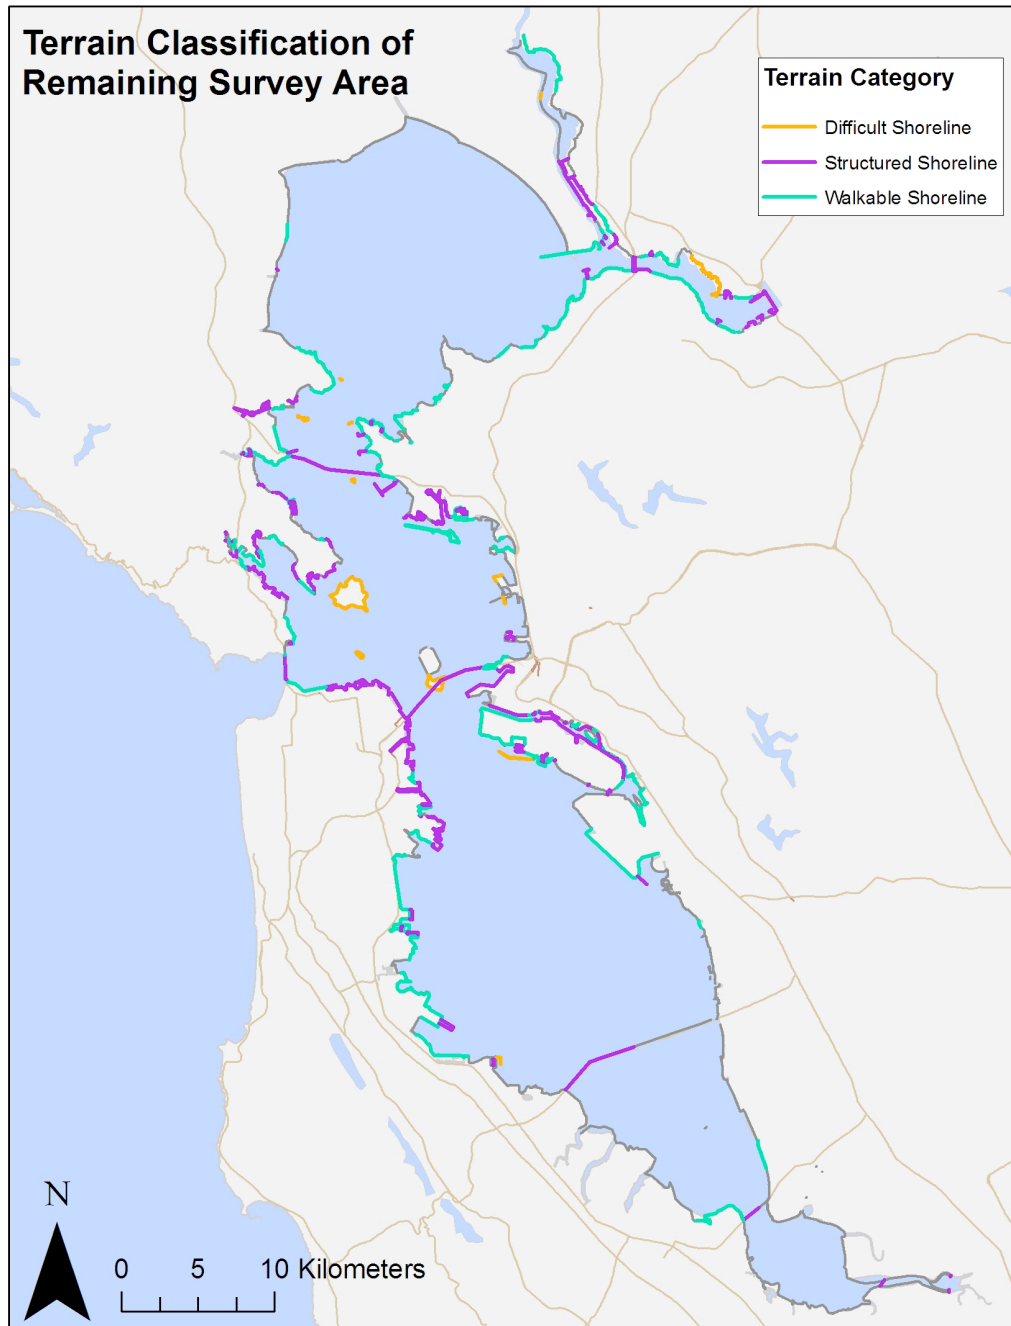 Terrain Classification of
Remaining Survey Area
Terrain Category
Difficult Shoreline
Structured Shoreline
Walkable Shoreline
N
0 5 10 Kilometers